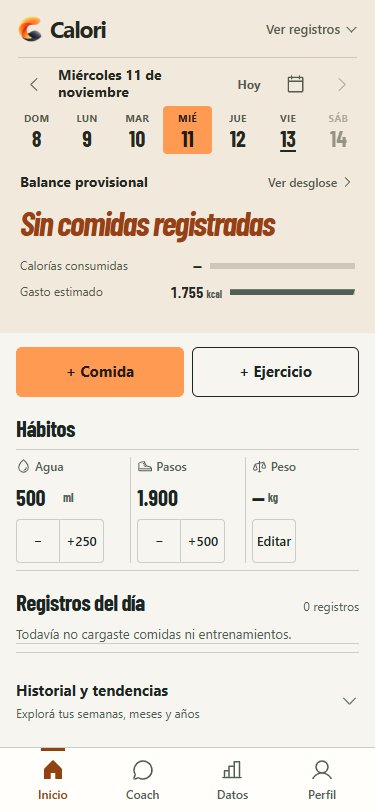 Calori
Ver registros
Miércoles 11 de
noviembre
Hoy
DOM LUN MAR MIÉ JUE VIE SÁB
8 9 10 11 12 13 14
Balance provisional
Ver desglose
Sin comidas registradas
Calorías consumidas –
Gasto estimado 1.755 kcal
+ Comida + Ejercicio
Hábitos
Agua Pasos Peso
500 ml 1.900 – kg
– +250 – +500 Editar
Registros del día
0 registros
Todavía no cargaste comidas ni entrenamientos.
Historial y tendencias
Explorá tus semanas, meses y años
Inicio Coach Datos Perfil